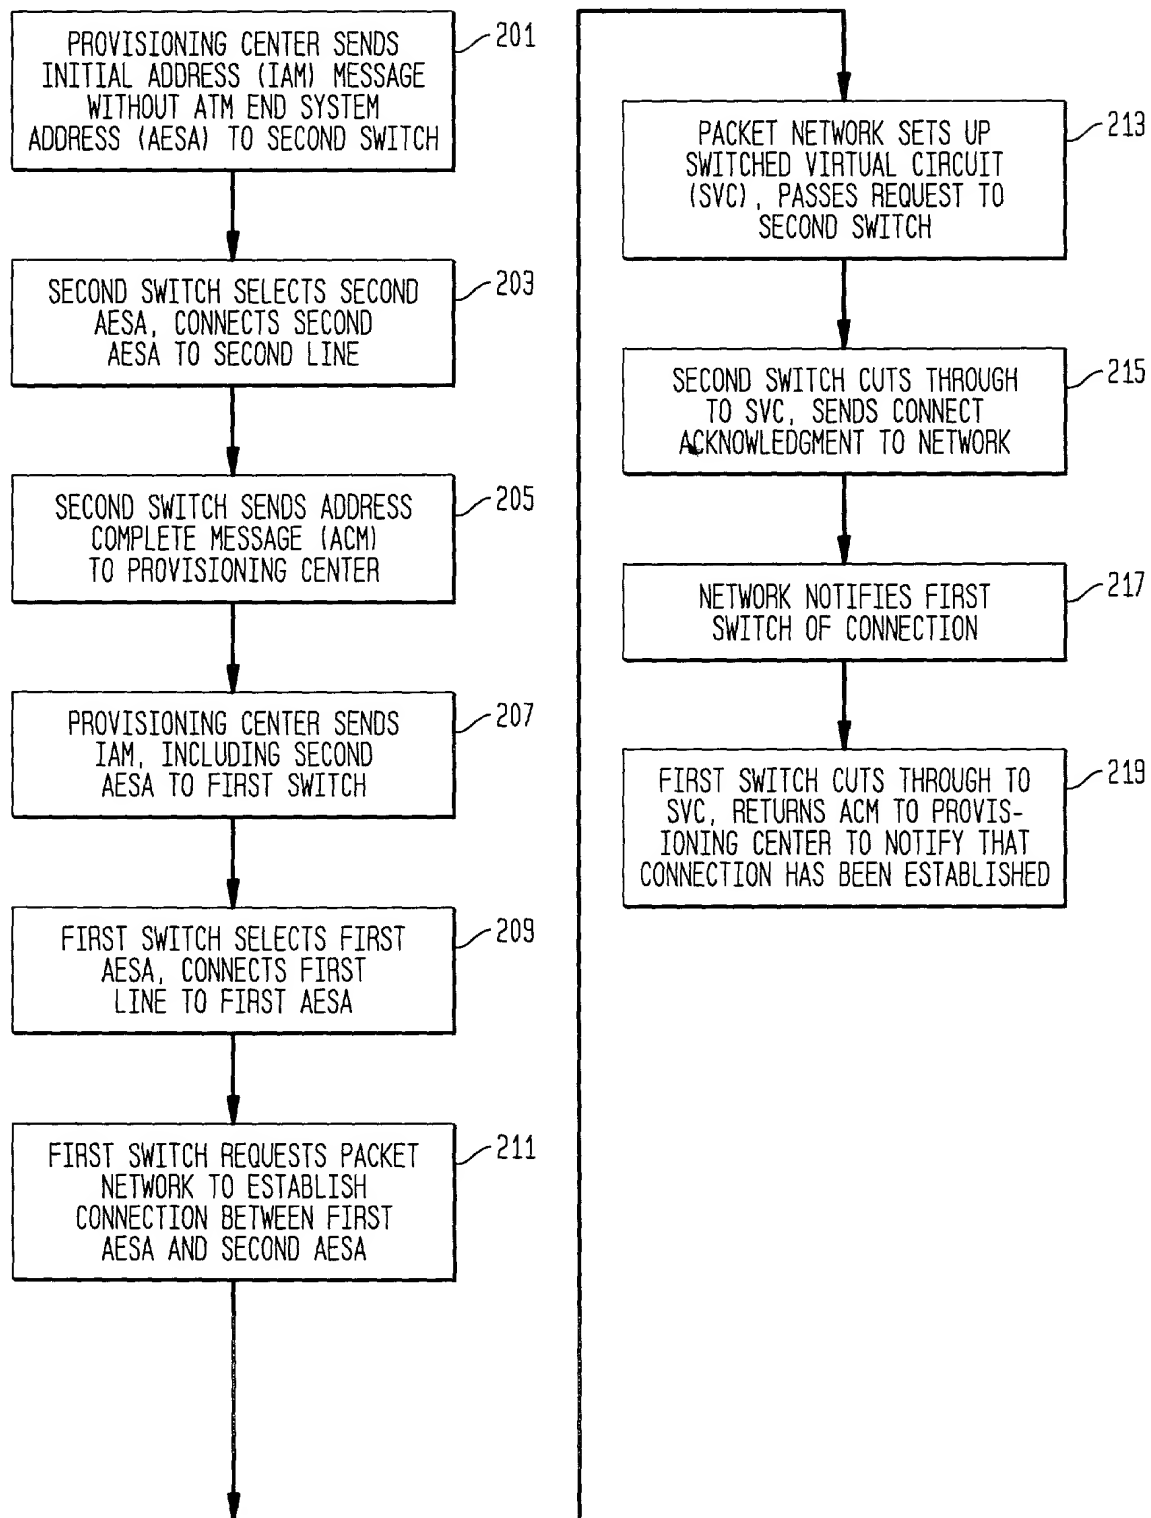 PROVISIONING CENTER SENDS
INITIAL ADDRESS (IAM) MESSAGE
WITHOUT ATM END SYSTEM
ADDRESS (AESA) TO SECOND SWITCH
201
SECOND SWITCH SELECTS SECOND
AESA, CONNECTS SECOND
AESA TO SECOND LINE
203
SECOND SWITCH SENDS ADDRESS
COMPLETE MESSAGE (ACM)
TO PROVISIONING CENTER
205
PROVISIONING CENTER SENDS
IAM, INCLUDING SECOND
AESA TO FIRST SWITCH
207
FIRST SWITCH SELECTS FIRST
AESA, CONNECTS FIRST
LINE TO FIRST AESA
209
FIRST SWITCH REQUESTS PACKET
NETWORK TO ESTABLISH
CONNECTION BETWEEN FIRST
AESA AND SECOND AESA
211
PACKET NETWORK SETS UP
SWITCHED VIRTUAL CIRCUIT
(SVC), PASSES REQUEST TO
SECOND SWITCH
213
SECOND SWITCH CUTS THROUGH
TO SVC, SENDS CONNECT
ACKNOWLEDGMENT TO NETWORK
215
NETWORK NOTIFIES FIRST
SWITCH OF CONNECTION
217
FIRST SWITCH CUTS THROUGH TO
SVC, RETURNS ACM TO PROVIS-
IONING CENTER TO NOTIFY THAT
CONNECTION HAS BEEN ESTABLISHED
219